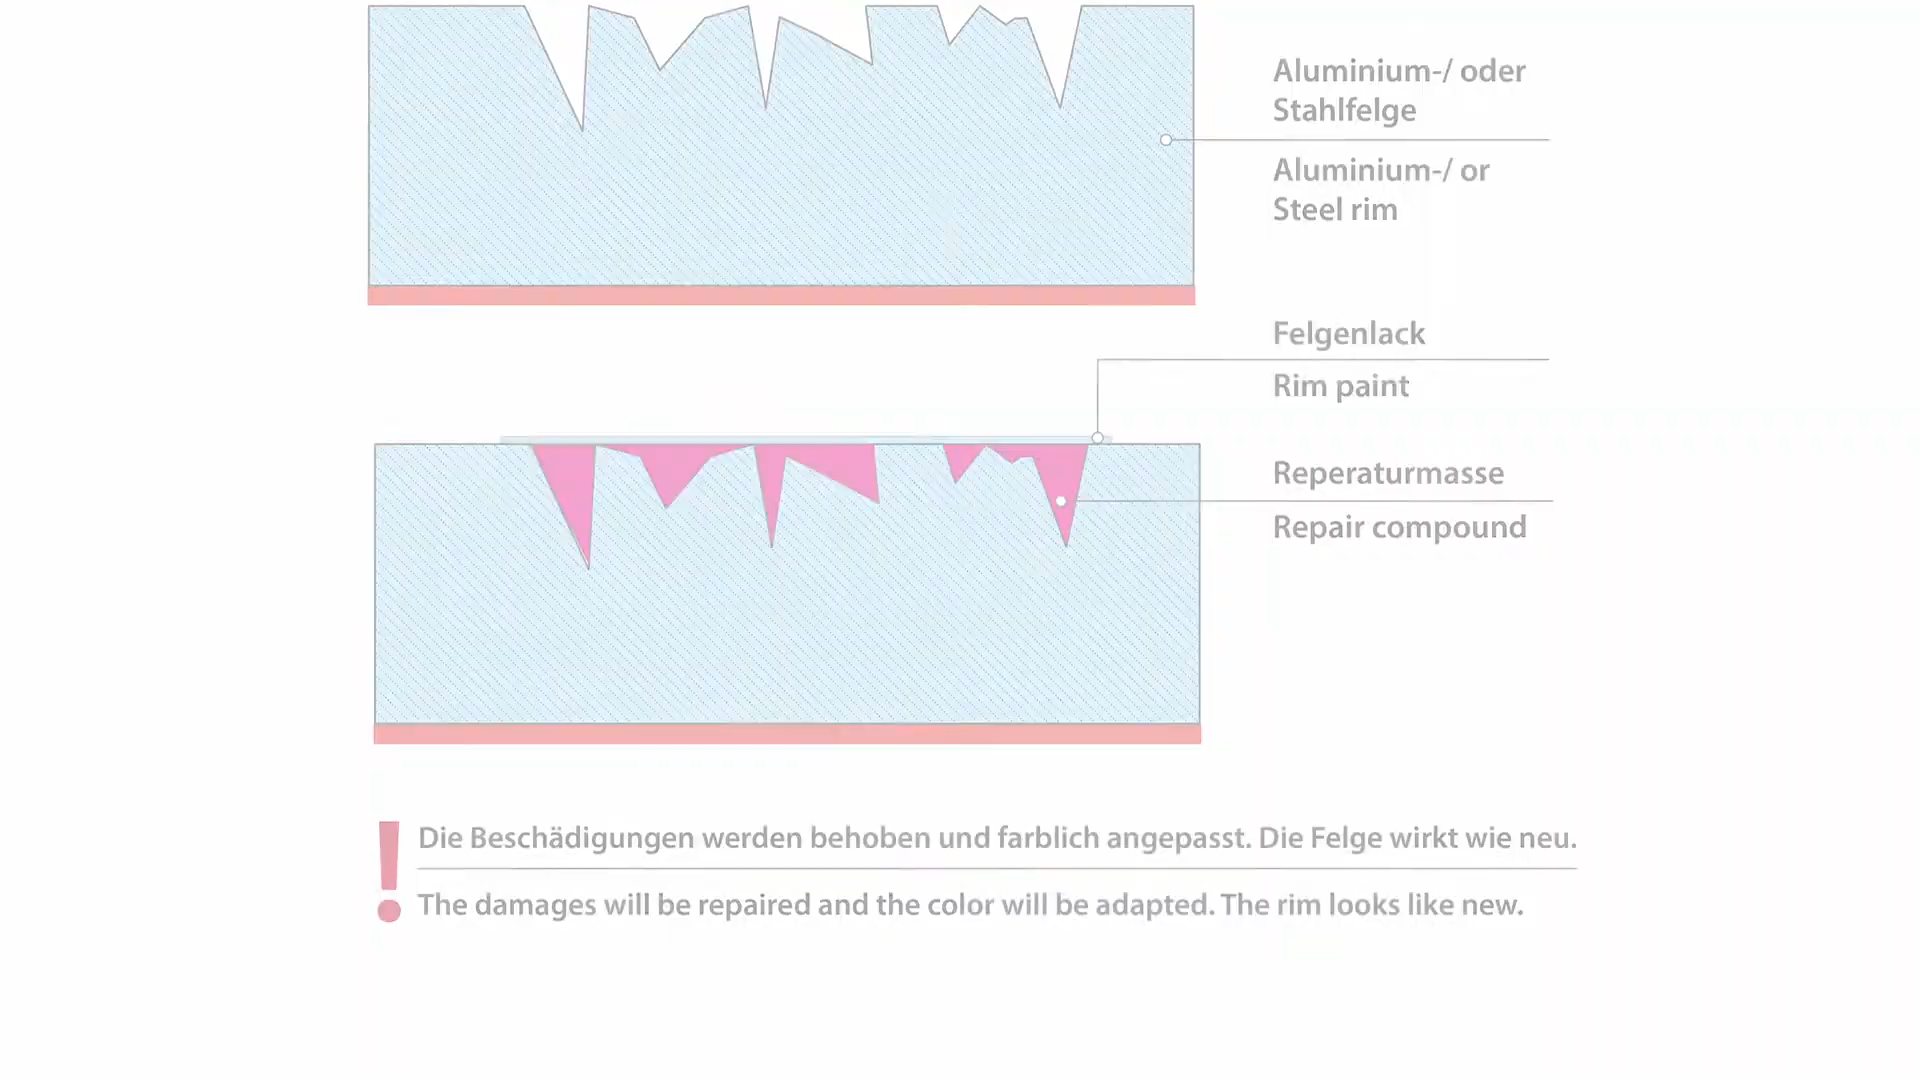 Aluminium-/ oder
Stahlfelge
Aluminium-/ or
Steel rim
Felgenlack
Rim paint
Reperaturmasse
Repair compound
Die Beschädigungen werden behoben und farblich angepasst. Die Felge wirkt wie neu.
The damages will be repaired and the color will be adapted. The rim looks like new.